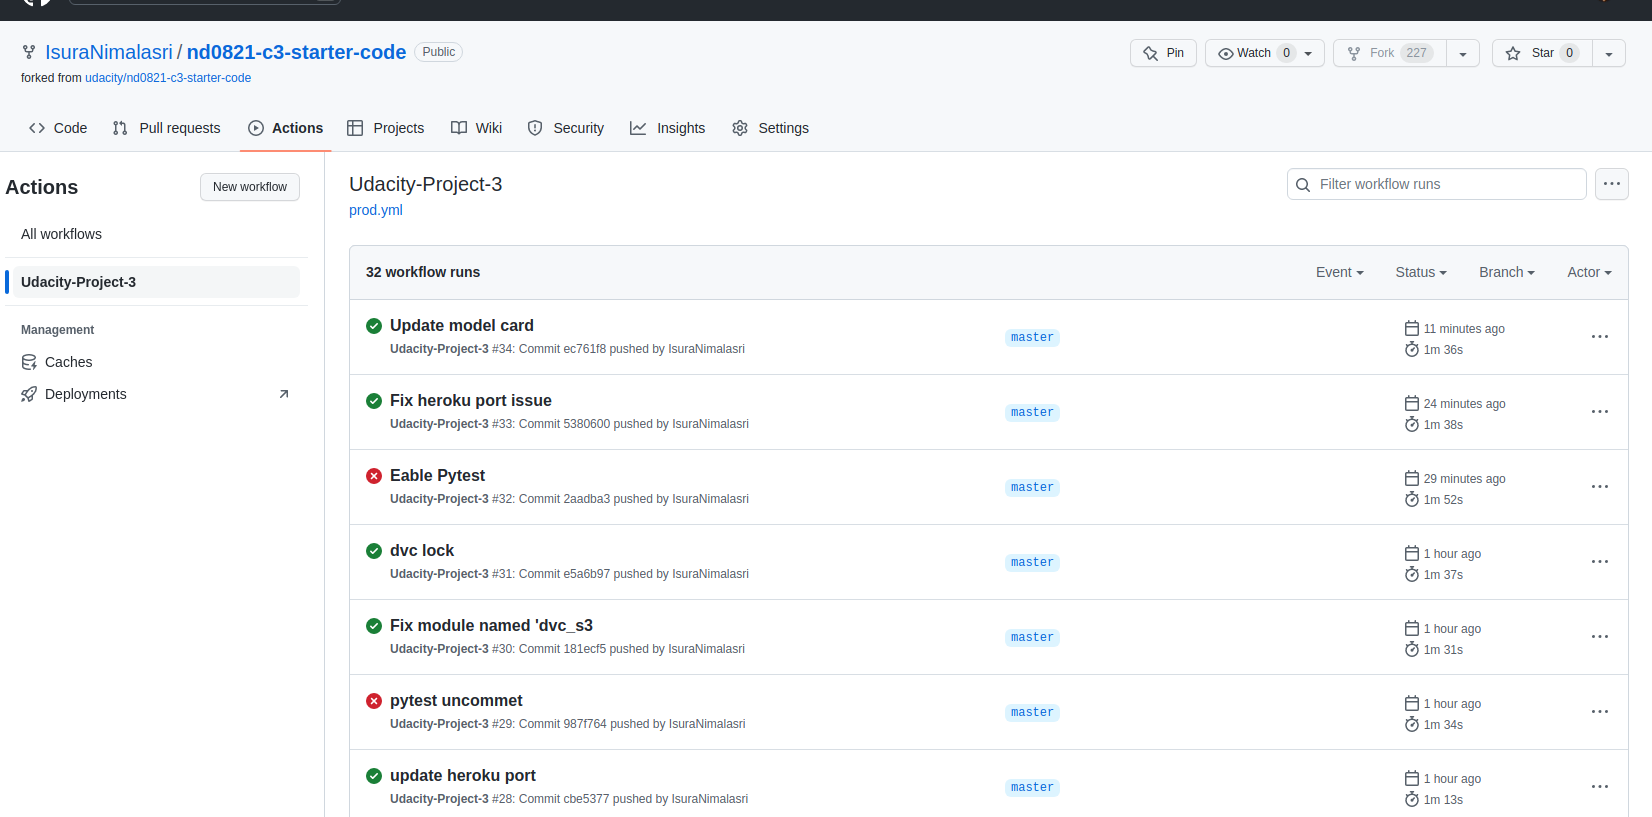 IsuraNimalasri / nd0821-c3-starter-code Public
forked from udacity/nd0821-c3-starter-code
Pin
Watch 0
Fork 227
Star 0
Code
Pull requests
Actions
Projects
Wiki
Security
Insights
Settings
Actions
New workflow
All workflows
Udacity-Project-3
Management
Caches
Deployments
Udacity-Project-3
prod.yml
Filter workflow runs
32 workflow runs
Event
Status
Branch
Actor
Update model card
Udacity-Project-3 #34: Commit ec761f8 pushed by IsuraNimalasri
master
11 minutes ago
1m 36s
Fix heroku port issue
Udacity-Project-3 #33: Commit 5380600 pushed by IsuraNimalasri
master
24 minutes ago
1m 38s
Eable Pytest
Udacity-Project-3 #32: Commit 2aadba3 pushed by IsuraNimalasri
master
29 minutes ago
1m 52s
dvc lock
Udacity-Project-3 #31: Commit e5a6b97 pushed by IsuraNimalasri
master
1 hour ago
1m 37s
Fix module named 'dvc_s3
Udacity-Project-3 #30: Commit 181ecf5 pushed by IsuraNimalasri
master
1 hour ago
1m 31s
pytest uncommet
Udacity-Project-3 #29: Commit 987f764 pushed by IsuraNimalasri
master
1 hour ago
1m 34s
update heroku port
Udacity-Project-3 #28: Commit cbe5377 pushed by IsuraNimalasri
master
1 hour ago
1m 13s